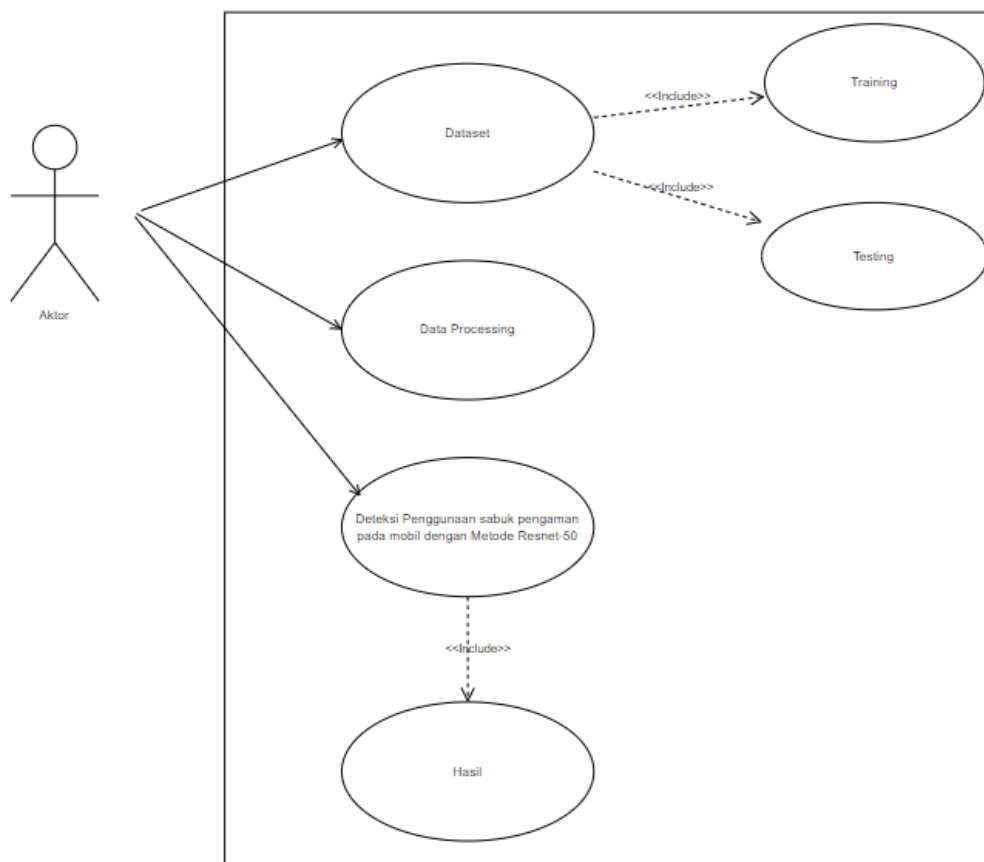 <<Include>>
Training
Dataset
<<Include>>
Testing
Aktor
Data Processing
Deteksi Penggunaan sabuk pengaman
pada mobil dengan Metode Resnet-50
<<Include>>
Hasil